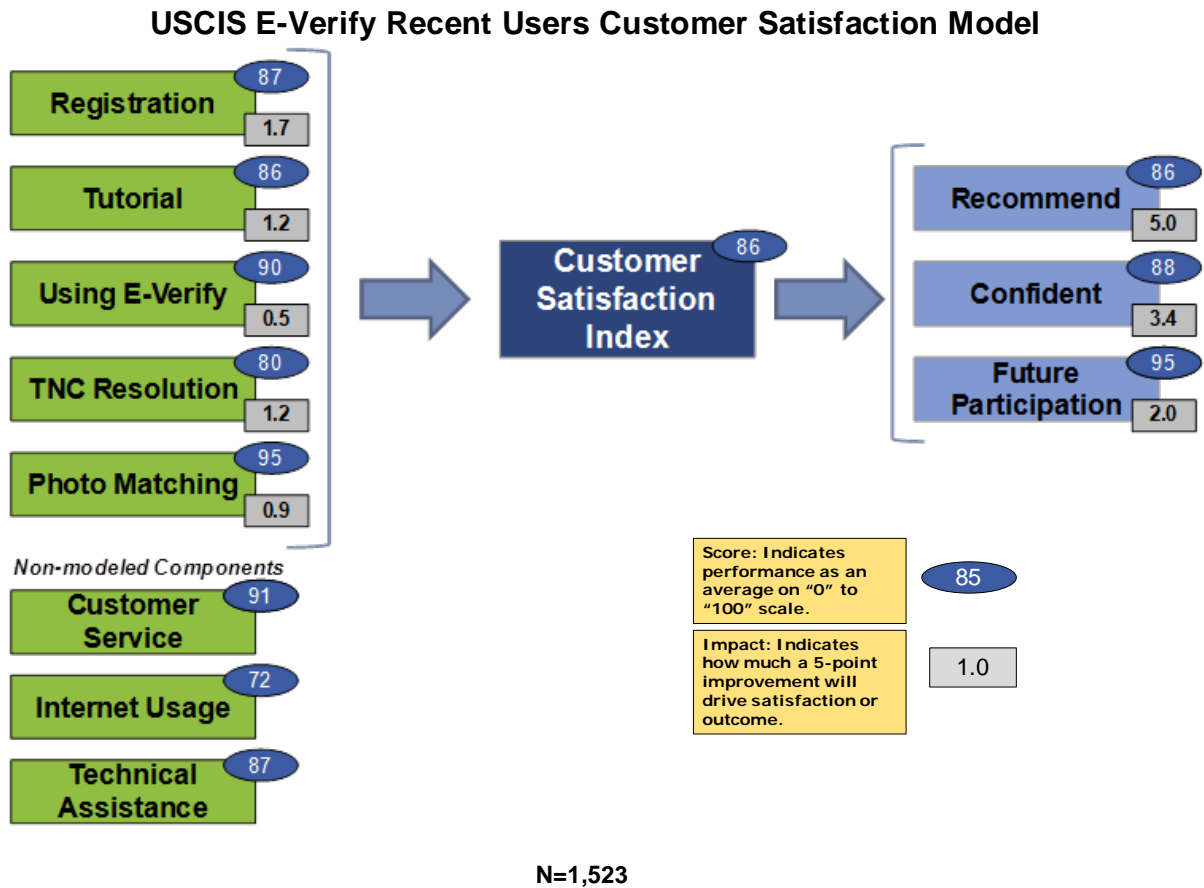 USCIS E-Verify Recent Users Customer Satisfaction Model
87
Registration
1.7
86
Tutorial
1.2
90
Using E-Verify
0.5
80
TNC Resolution
1.2
95
Photo Matching
0.9
Non-modeled Components
91
Customer
Service
72
Internet Usage
87
Technical
Assistance
86
Customer
Satisfaction
Index
86
Recommend
5.0
88
Confident
3.4
95
Future
Participation
2.0
Score: Indicates
performance as an
average on “0” to
“100” scale.
85
Impact: Indicates
how much a 5-point
improvement will
drive satisfaction or
outcome.
1.0
N=1,523